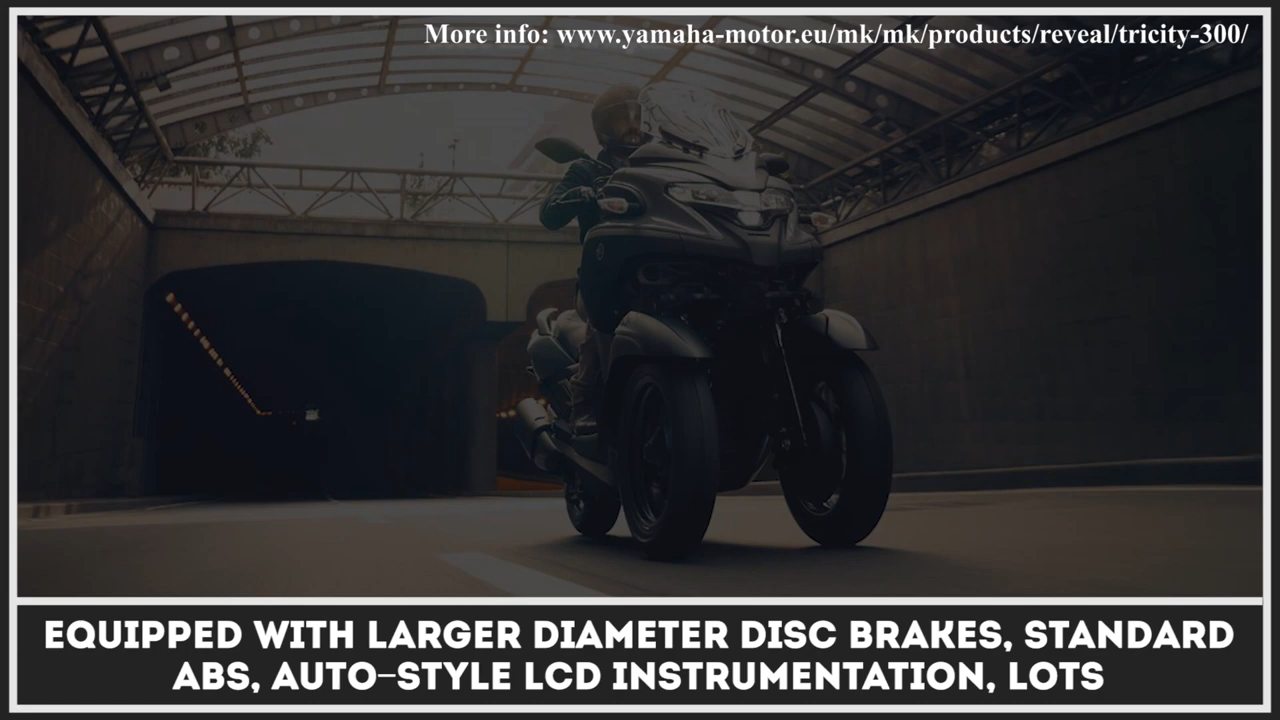 More info: www.yamaha-motor.eu/mk/mk/products/reveal/tricity-300/
EQUIPPED WITH LARGER DIAMETER DISC BRAKES, STANDARD
ABS, AUTO-STYLE LCD INSTRUMENTATION, LOTS